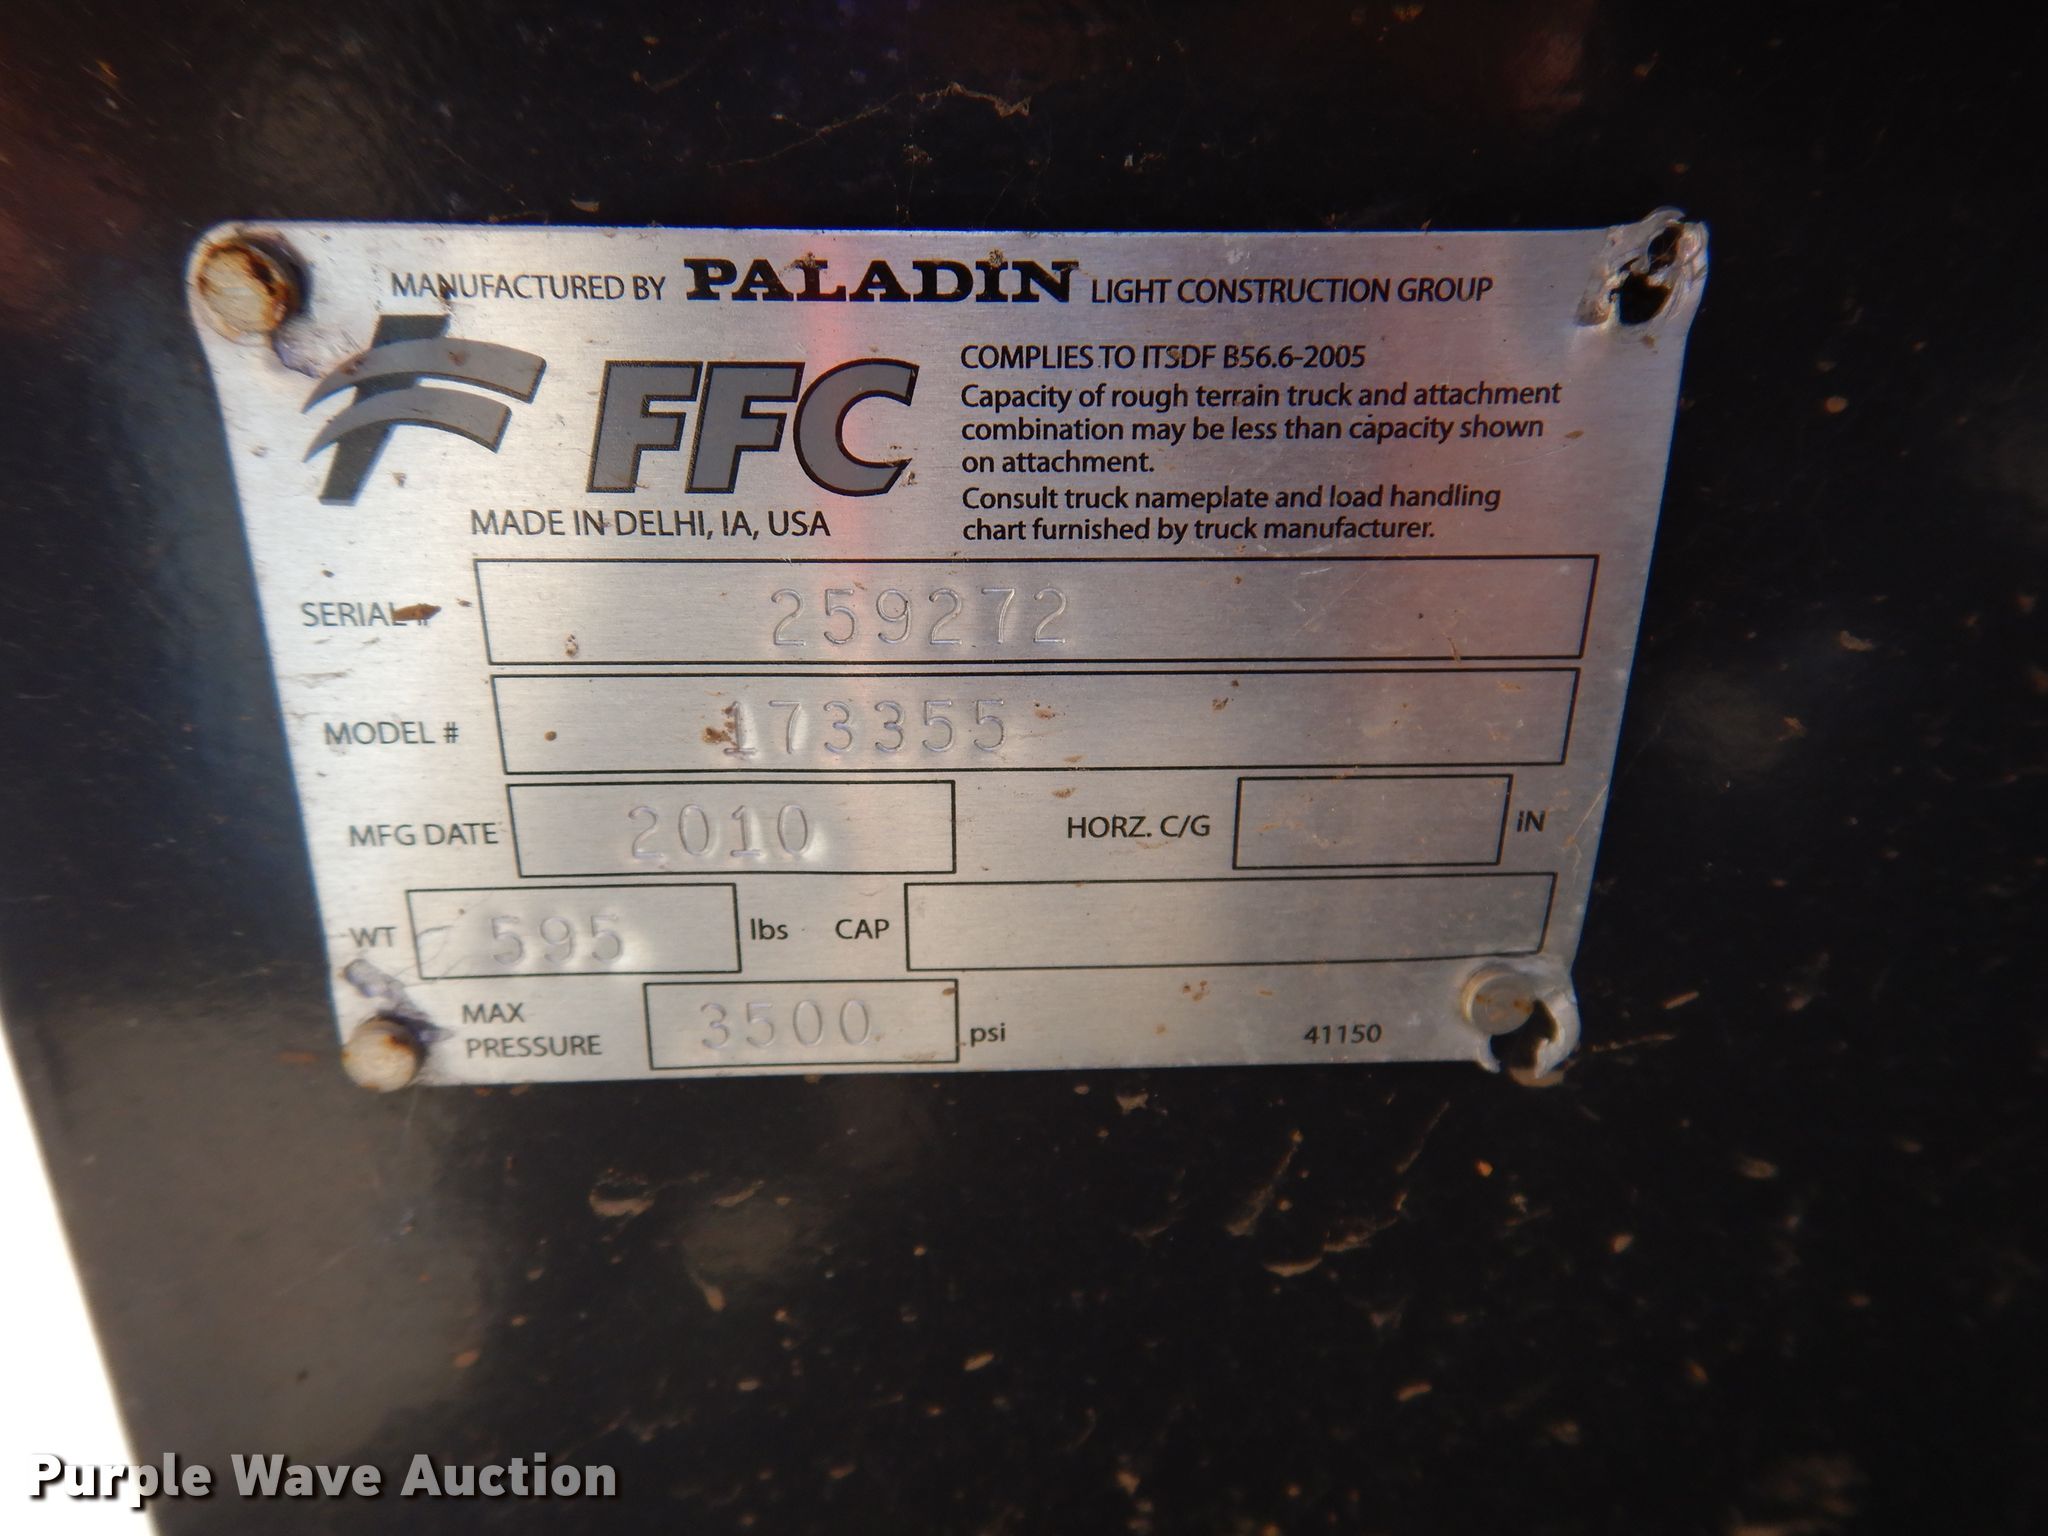 MANUFACTURED BY PALADIN LIGHT CONSTRUCTION GROUP
FFC
MADE IN DELHI, IA, USA
COMPLIES TO ITSDF B56.6-2005
Capacity of rough terrain truck and attachment
combination may be less than capacity shown
on attachment.
Consult truck nameplate and load handling
chart furnished by truck manufacturer.
SERIAL # 259272
MODEL # 173355
MFG DATE 2010 HORZ. C/G IN
WT 595 lbs CAP
MAX
PRESSURE 3500 psi 41150
Purple Wave Auction